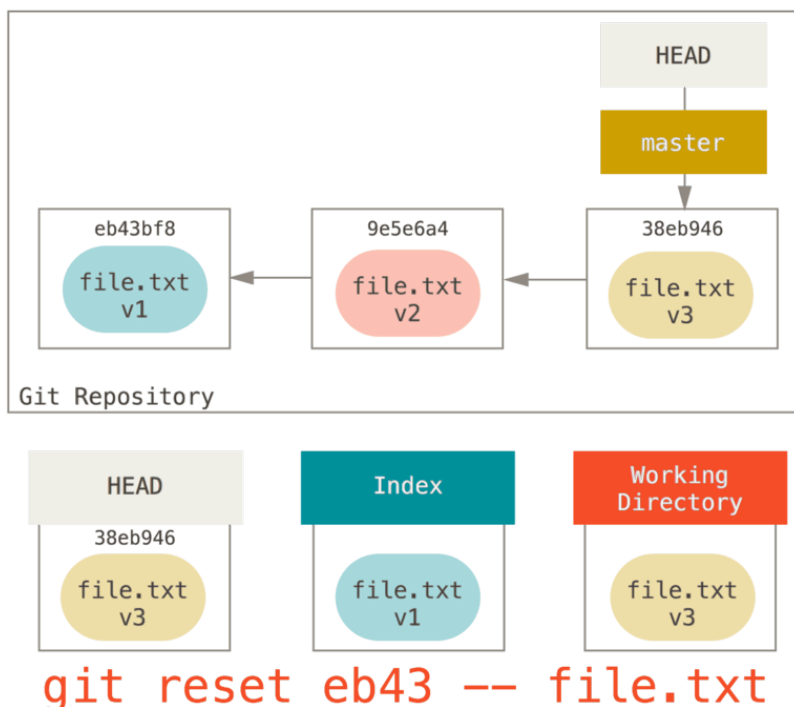 HEAD
master
eb43bf8
9e5e6a4
38eb946
file.txt
v1
file.txt
v2
file.txt
v3
Git Repository
HEAD
Index
Working
Directory
38eb946
file.txt
v3
file.txt
v1
file.txt
v3
git reset eb43 -- file.txt